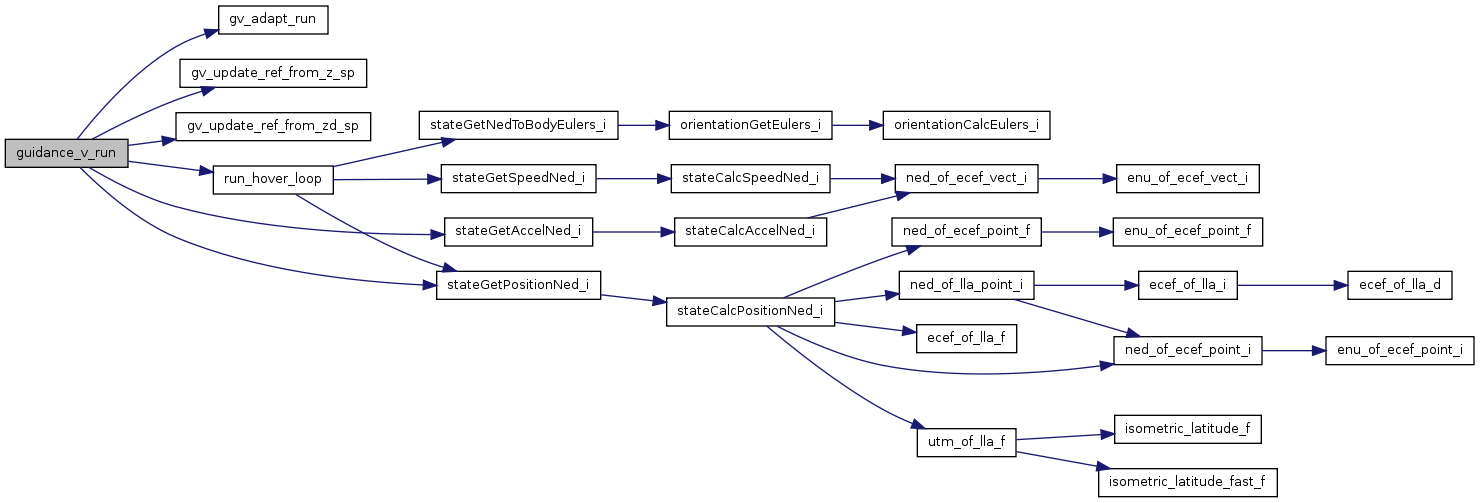 gv_adapt_run
gv_update_ref_from_z_sp
gv_update_ref_from_zd_sp
guidance_v_run
run_hover_loop
stateGetNedToBodyEulers_i
orientationGetEulers_i
orientationCalcEulers_i
stateGetSpeedNed_i
stateCalcSpeedNed_i
ned_of_ecef_vect_i
enu_of_ecef_vect_i
stateGetAccelNed_i
stateCalcAccelNed_i
ned_of_ecef_point_f
enu_of_ecef_point_f
stateGetPositionNed_i
stateCalcPositionNed_i
ned_of_lla_point_i
ecef_of_lla_i
ecef_of_lla_d
ecef_of_lla_f
ned_of_ecef_point_i
enu_of_ecef_point_i
utm_of_lla_f
isometric_latitude_f
isometric_latitude_fast_f